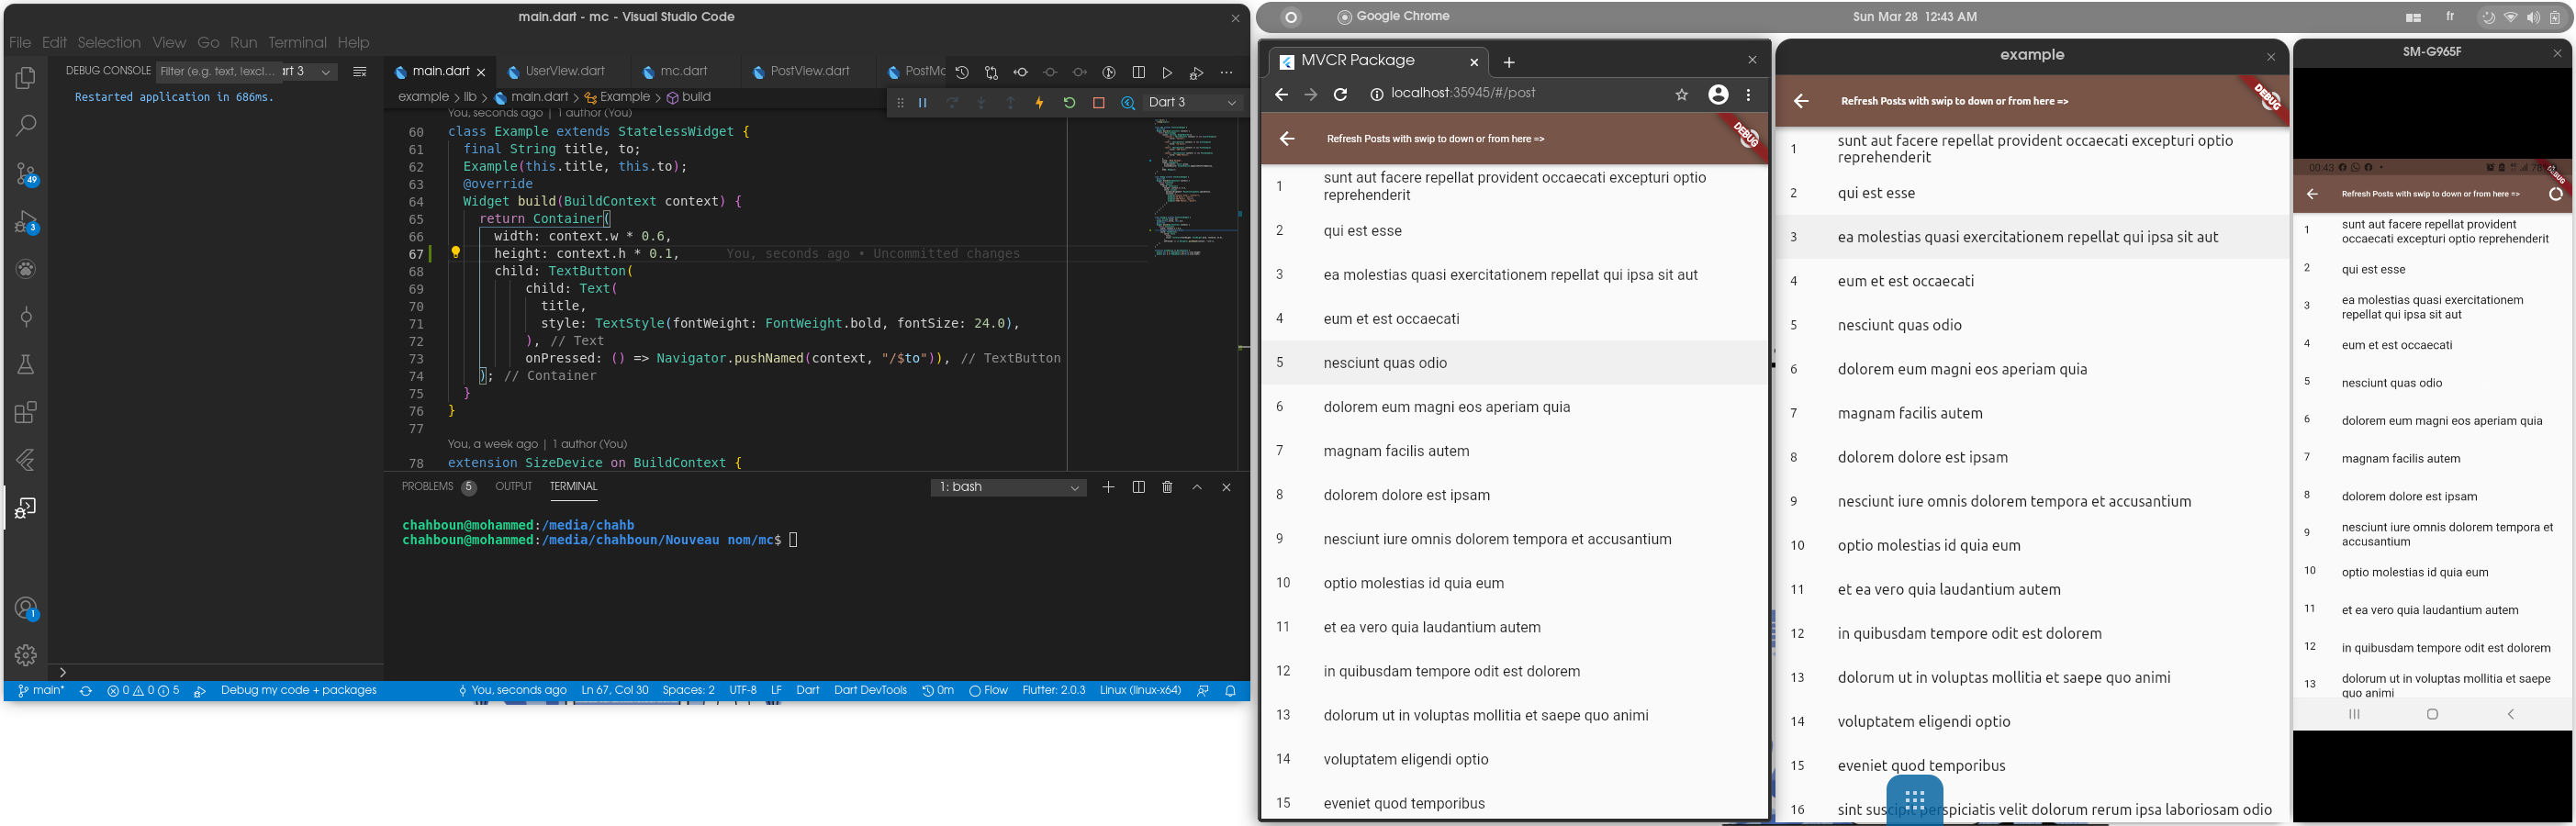 main.dart - mc - Visual Studio Code
File Edit Selection View Go Run Terminal Help
DEBUG CONSOLE
Filter (e.g. text, !excl...
art 3
Restarted application in 686ms.
main.dart
UserView.dart
mc.dart
PostView.dart
PostMo
example > lib > main.dart > Example > build
Dart 3
You, seconds ago | 1 author (You)
60 class Example extends StatelessWidget {
61 final String title, to;
62 Example(this.title, this.to);
63 @override
64 Widget build(BuildContext context) {
65 return Container(
66 width: context.w * 0.6,
67 height: context.h * 0.1, You, seconds ago • Uncommitted changes
68 child: TextButton(
69 child: Text(
70 title,
71 style: TextStyle(fontWeight: FontWeight.bold, fontSize: 24.0),
72 ), // Text
73 onPressed: () => Navigator.pushNamed(context, "/$to")), // TextButton
74 ); // Container
75 }
76 }
77
You, a week ago | 1 author (You)
78 extension SizeDevice on BuildContext {
PROBLEMS 5 OUTPUT TERMINAL
1: bash
chahboun@mohammed:/media/chahb
chahboun@mohammed:/media/chahboun/Nouveau nom/mc$
49
3
1
main* 0 0 5 Debug my code + packages
You, seconds ago Ln 67, Col 30 Spaces: 2 UTF-8 LF Dart Dart DevTools 0m Flow Flutter: 2.0.3 Linux (linux-x64)
Google Chrome
Sun Mar 28 12:43 AM
fr
MVCR Package
localhost:35945/#/post
Refresh Posts with swip to down or from here =>
DEBUG
1 sunt aut facere repellat provident occaecati excepturi optio
reprehenderit
2 qui est esse
3 ea molestias quasi exercitationem repellat qui ipsa sit aut
4 eum et est occaecati
5 nesciunt quas odio
6 dolorem eum magni eos aperiam quia
7 magnam facilis autem
8 dolorem dolore est ipsam
9 nesciunt iure omnis dolorem tempora et accusantium
10 optio molestias id quia eum
11 et ea vero quia laudantium autem
12 in quibusdam tempore odit est dolorem
13 dolorum ut in voluptas mollitia et saepe quo animi
14 voluptatem eligendi optio
15 eveniet quod temporibus
example
Refresh Posts with swip to down or from here =>
DEBUG
1 sunt aut facere repellat provident occaecati excepturi optio
reprehenderit
2 qui est esse
3 ea molestias quasi exercitationem repellat qui ipsa sit aut
4 eum et est occaecati
5 nesciunt quas odio
6 dolorem eum magni eos aperiam quia
7 magnam facilis autem
8 dolorem dolore est ipsam
9 nesciunt iure omnis dolorem tempora et accusantium
10 optio molestias id quia eum
11 et ea vero quia laudantium autem
12 in quibusdam tempore odit est dolorem
13 dolorum ut in voluptas mollitia et saepe quo animi
14 voluptatem eligendi optio
15 eveniet quod temporibus
16 sint suscipit perspiciatis velit dolorum rerum ipsa laboriosam odio
SM-G965F
00:43
Refresh Posts with swip to down or from here =>
DEBUG
1 sunt aut facere repellat provident
occaecati excepturi optio reprehenderit
2 qui est esse
3 ea molestias quasi exercitationem
repellat qui ipsa sit aut
4 eum et est occaecati
5 nesciunt quas odio
6 dolorem eum magni eos aperiam quia
7 magnam facilis autem
8 dolorem dolore est ipsam
9 nesciunt iure omnis dolorem tempora et
accusantium
10 optio molestias id quia eum
11 et ea vero quia laudantium autem
12 in quibusdam tempore odit est dolorem
13 dolorum ut in voluptas mollitia et saepe
quo animi